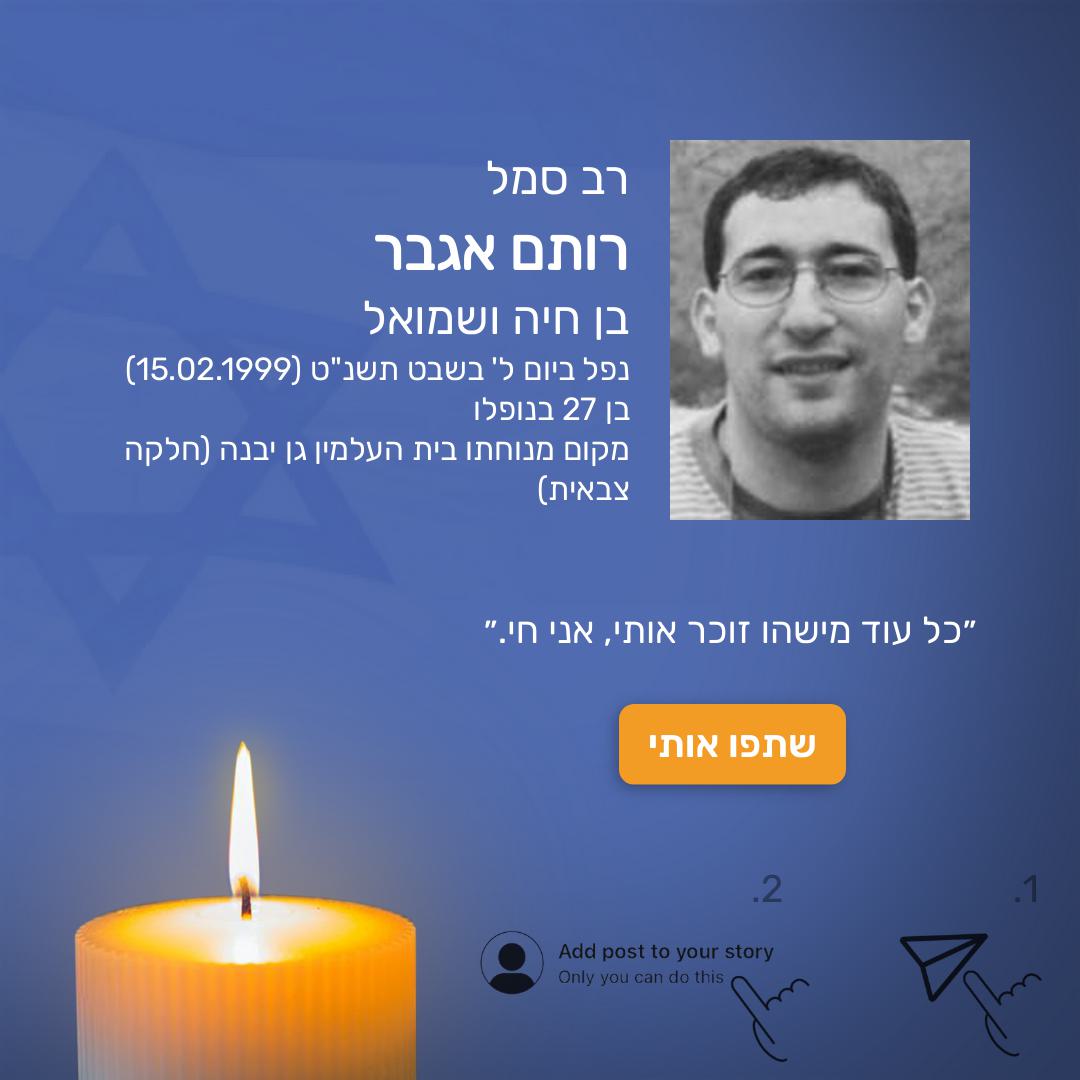 רב סמל
רותם אגבר
בן חיה ושמואל
נפל ביום ל' בשבט תשנ"ט (15.02.1999)
בן 27 בנופלו
מקום מנוחתו בית העלמין גן יבנה (חלקה
צבאית)
״כל עוד מישהו זוכר אותי, אני חי.״
שתפו אותי
.1
.2
Add post to your story
Only you can do this